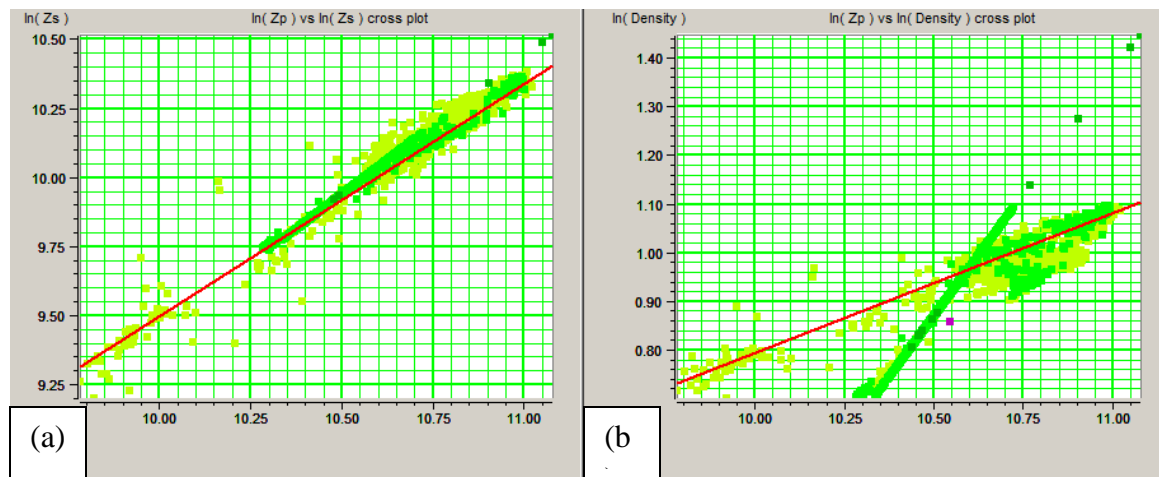 ln( Zs )
ln( Zp ) vs ln( Zs ) cross plot
10.50
10.25
10.00
9.75
9.50
9.25
10.00 10.25 10.50 10.75 11.00
(a)
ln( Density )
ln( Zp ) vs ln( Density ) cross plot
1.40
1.30
1.20
1.10
1.00
0.90
0.80
10.00 10.25 10.50 10.75 11.00
(b